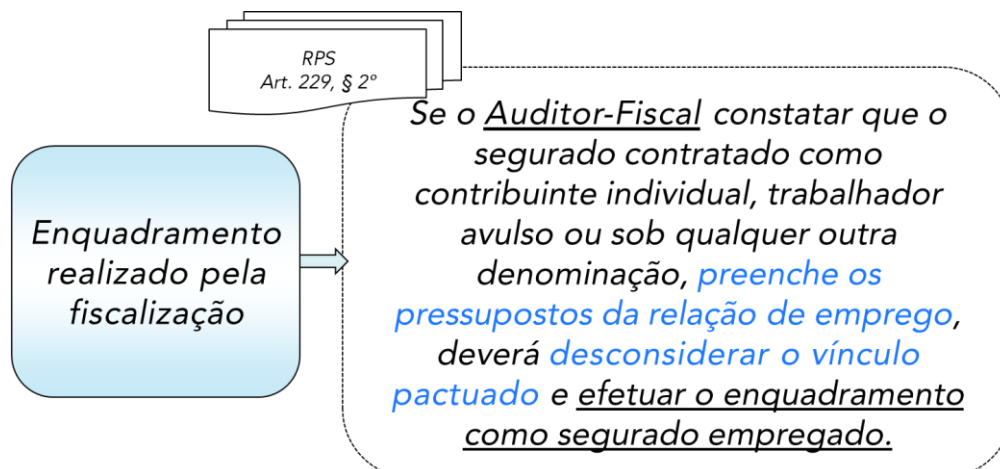 RPS
Art. 229, § 2º
Se o Auditor-Fiscal constatar que o
segurado contratado como
contribuinte individual, trabalhador
avulso ou sob qualquer outra
denominação, preenche os
pressupostos da relação de emprego,
deverá desconsiderar o vínculo
pactuado e efetuar o enquadramento
como segurado empregado.
Enquadramento
realizado pela
fiscalização